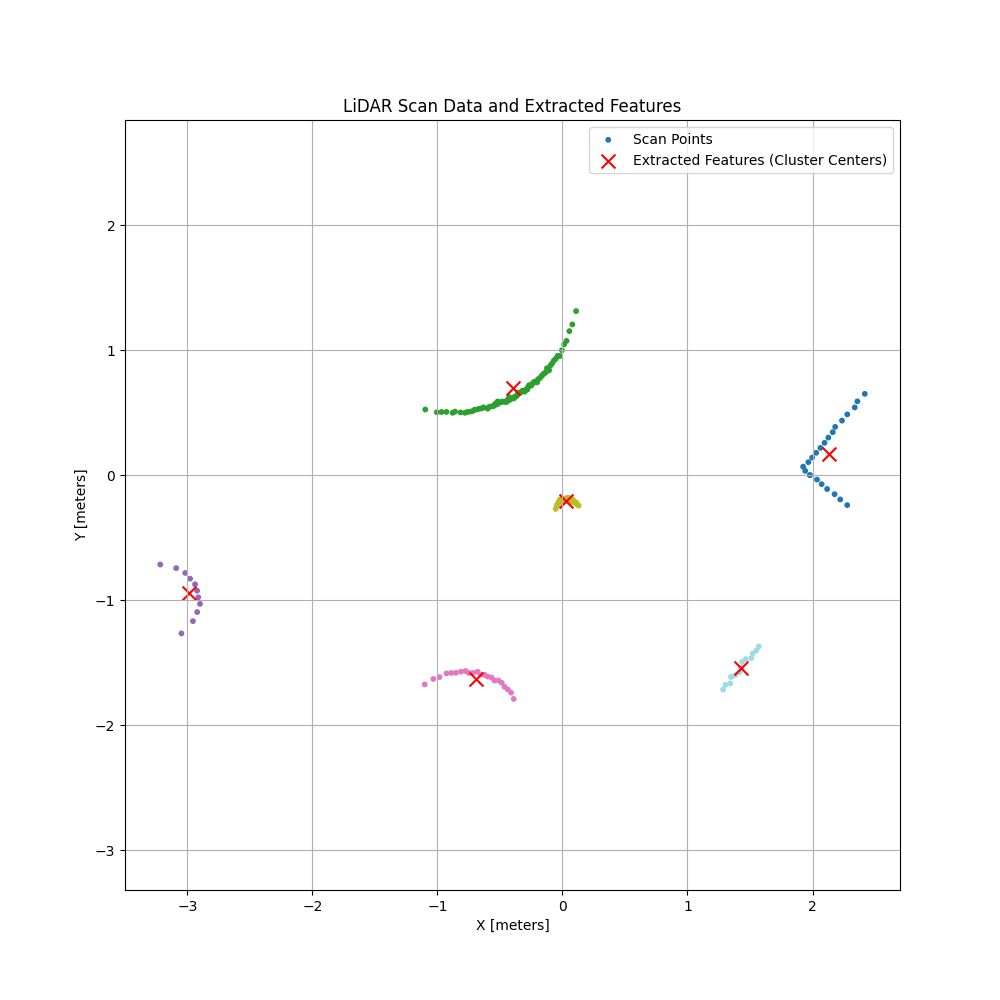 LiDAR Scan Data and Extracted Features
Scan Points
Extracted Features (Cluster Centers)
2
1
0
−1
−2
−3
Y [meters]
−3
−2
−1
0
1
2
X [meters]